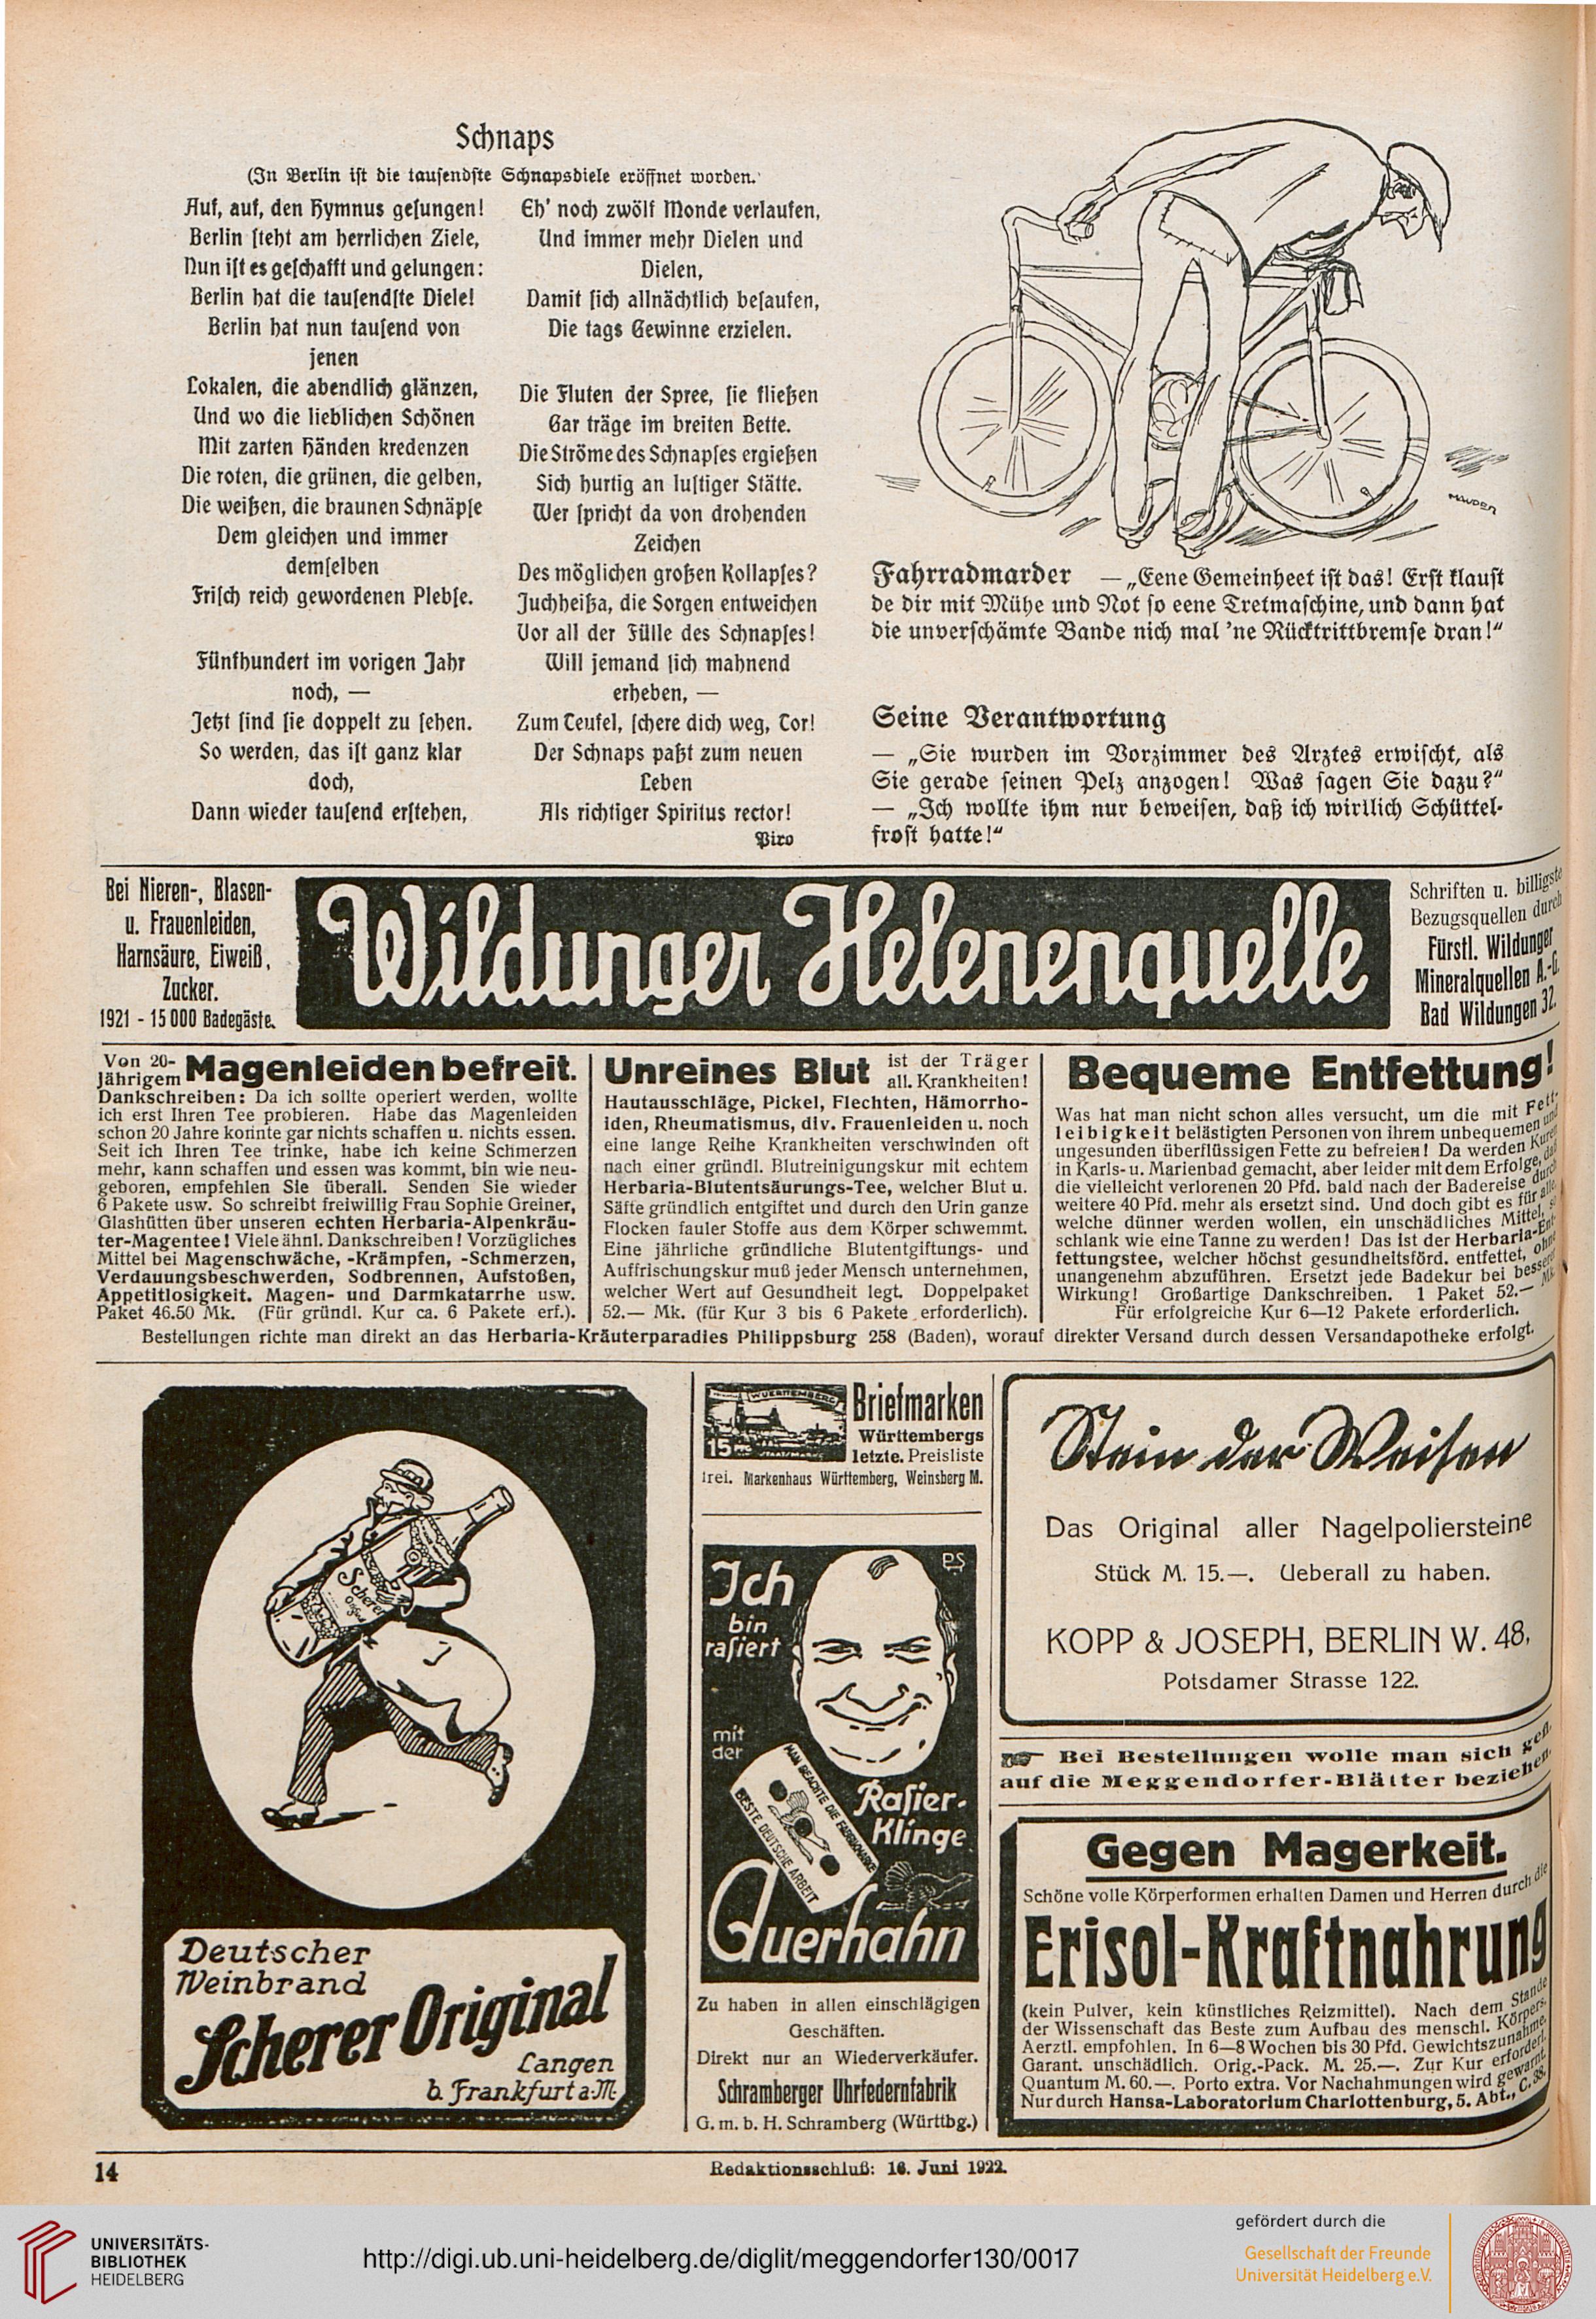 Schnaps
(In Berlin ist die tausendste Schnapsdiele eröffnet worden.
Auf, auf, den Hymnus gesungen!
Berlin steht am herrlichen Ziele,
Nun ist es geschafft und gelungen:
Berlin hat die tausendste Diele!
Berlin hat nun tausend von
jenen
Lokalen, die abendlich glänzen,
Und wo die lieblichen Schönen
Mit zarten Händen kredenzen
Die roten, die grünen, die gelben,
Die weißen, die braunen Schnäpse
Dem gleichen und immer
demselben
Frisch reich gewordenen Plebse.
Fünfhundert im vorigen Jahr
noch, —
Jetzt sind sie doppelt zu sehen.
So werden, das ist ganz klar
doch,
Dann wieder tausend erstehen,
Eh' noch zwölf Monde verlaufen,
Und immer mehr Dielen und
Dielen,
Damit sich allnächtlich besaufen,
Die tags Gewinne erzielen.
Die Fluten der Spree, sie fließen
Gar träge im breiten Bette.
Die Ströme des Schnapses ergießen
Sich hurtig an lustiger Stätte.
Wer spricht da von drohenden
Zeichen
Des möglichen großen Kollapses?
Juchheißa, die Sorgen entweichen
Vor all der Fülle des Schnapses!
Will jemand sich mahnend
erheben, —
Zum Teufel, schere dich weg, Tor!
Der Schnaps paßt zum neuen
Leben
Als richtiger Spiritus rector!
Piro
MAUDER
Fahrradmarder — „Eene Gemeinheet ist das! Erst klaust
de dir mit Mühe und Not so eene Tretmaschine, und dann hat
die unverschämte Bande nich mal 'ne Rücktrittbremse dran!“
Seine Verantwortung
— „Sie wurden im Vorzimmer des Arztes erwischt, als
Sie gerade seinen Pelz anzogen! Was sagen Sie dazu?“
— „Ich wollte ihm nur beweisen, daß ich wirklich Schüttel-
frost hatte!“
Bei Nieren-, Blasen-
u. Frauenleiden,
Harnsäure, Eiweiß,
Zucker.
1921 - 15000 Badegäste.
Wildunger Helenenquelle
Schriften u. billigste
Bezugsquellen durch
Fürstl. Wildunger
Mineralquellen A.-G.
Bad Wildungen 32.
Von 20-
jährigem Magenleiden befreit.
Dankschreiben: Da ich sollte operiert werden, wollte
ich erst Ihren Tee probieren. Habe das Magenleiden
schon 20 Jahre konnte gar nichts schaffen u. nichts essen.
Seit ich Ihren Tee trinke, habe ich keine Schmerzen
mehr, kann schaffen und essen was kommt, bin wie neu-
geboren, empfehlen Sie überall. Senden Sie wieder
6 Pakete usw. So schreibt freiwillig Frau Sophie Greiner,
Glashütten über unseren echten Herbaria-Alpenkräu-
ter-Magentee! Viele ähnl. Dankschreiben! Vorzügliches
Mittel bei Magenschwäche, -Krämpfen, -Schmerzen,
Verdauungsbeschwerden, Sodbrennen, Aufstoßen,
Appetitlosigkeit. Magen- und Darmkatarrhe usw.
Paket 46.50 Mk. (Für gründl. Kur ca. 6 Pakete erf.).
Unreines Blut ist der Träger
all. Krankheiten!
Hautausschläge, Pickel, Flechten, Hämorrho-
iden, Rheumatismus, div. Frauenleiden u. noch
eine lange Reihe Krankheiten verschwinden oft
nach einer gründl. Blutreinigungskur mit echtem
Herbaria-Blutentsäurungs-Tee, welcher Blut u.
Säfte gründlich entgiftet und durch den Urin ganze
Flocken fauler Stoffe aus dem Körper schwemmt.
Eine jährliche gründliche Blutentgiftungs- und
Auffrischungskur muß jeder Mensch unternehmen,
welcher Wert auf Gesundheit legt. Doppelpaket
52.— Mk. (für Kur 3 bis 6 Pakete erforderlich).
Bequeme Entfettung!
Was hat man nicht schon alles versucht, um die mit Fett-
leibigkeit belästigten Personen von ihrem unbequemen und
ungesunden überflüssigen Fette zu befreien! Da werden Kuren
in Karls- u. Marienbad gemacht, aber leider mit dem Erfolge, daß
die vielleicht verlorenen 20 Pfd. bald nach der Badereise durch
weitere 40 Pfd. mehr als ersetzt sind. Und doch gibt es für alle,
welche dünner werden wollen, ein unschädliches Mittel, so
schlank wie eine Tanne zu werden! Das ist der Herbaria-Ent-
fettungstee, welcher höchst gesundheitsförd. entfettet, ohne
unangenehm abzuführen. Ersetzt jede Badekur bei besserer
Wirkung! Großartige Dankschreiben. 1 Paket 52.— Mk.
Für erfolgreiche Kur 6—12 Pakete erforderlich.
Bestellungen richte man direkt an das Herbaria-Kräuterparadies Philippsburg 258 (Baden), worauf direkter Versand durch dessen Versandapotheke erfolgt.
Scherer
Original
Deutscher
Weinbrand
Scherer Original
Langen
b. Frankfurt a.M.
WUERTTEMBERG
15
Briefmarken
Württembergs
letzte. Preisliste
frei. Markenhaus Württemberg, Weinsberg M.
PS
Ich
bin
rasiert
mit
der
MAN BEACHTE DIE FABRIKMARKE
BESTE DEUTSCHE ARBEIT
Rasier-
Klinge
Auerhahn
Zu haben in allen einschlägigen
Geschäften.
Direkt nur an Wiederverkäufer.
Schramberger Uhrfedernfabrik
G. m. b. H. Schramberg (Württbg.)
Stein der Weisen
Das Original aller Nagelpoliersteine
Stück M. 15.—. Ueberall zu haben.
KOPP & JOSEPH, BERLIN W. 48,
Potsdamer Strasse 122.
Bei Bestellungen wolle man sich gefl.
auf die Meggendorfer-Blätter beziehen.
Gegen Magerkeit.
Schöne volle Körperformen erhalten Damen und Herren durch die
Erisol-Kraftnahrung
(kein Pulver, kein künstliches Reizmittel). Nach dem Stande
der Wissenschaft das Beste zum Aufbau des menschl. Körpers.
Aerztl. empfohlen. In 6—8 Wochen bis 30 Pfd. Gewichtszunahme.
Garant. unschädlich. Orig.-Pack. M. 25.—. Zur Kur erforderl.
Quantum M. 60.—. Porto extra. Vor Nachahmungen wird gewarnt.
Nur durch Hansa-Laboratorium Charlottenburg, 5. Abt., C. 38.
14
Redaktionsschluß: 16. Juni 1922.
UNIVERSITÄTS-
BIBLIOTHEK
HEIDELBERG
http://digi.ub.uni-heidelberg.de/diglit/meggendorfer130/0017
gefördert durch die
Gesellschaft der Freunde
Universität Heidelberg e.V.